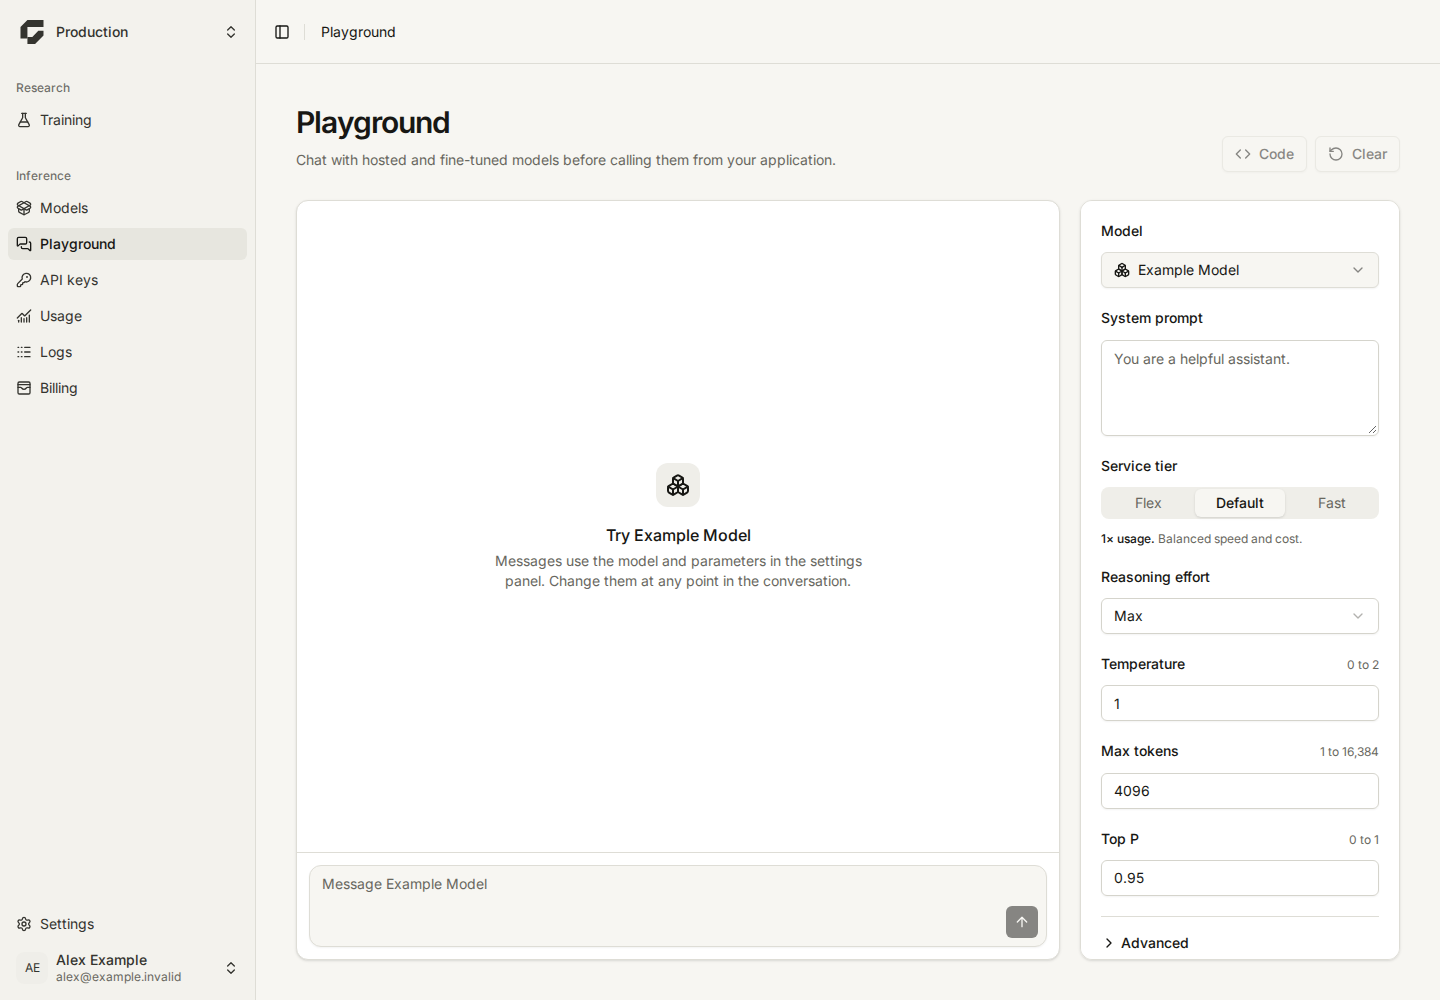 Production
Research
Training
Inference
Models
Playground
API keys
Usage
Logs
Billing
Settings
AE
Alex Example
alex@example.invalid
Playground
Playground
Chat with hosted and fine-tuned models before calling them from your application.
Code
Clear
Try Example Model
Messages use the model and parameters in the settings
panel. Change them at any point in the conversation.
Message Example Model
Model
Example Model
System prompt
You are a helpful assistant.
Service tier
Flex
Default
Fast
1× usage. Balanced speed and cost.
Reasoning effort
Max
Temperature
0 to 2
1
Max tokens
1 to 16,384
4096
Top P
0 to 1
0.95
Advanced